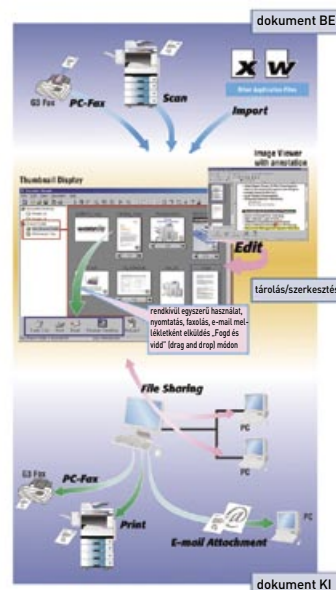 dokument BE
G3 Fax
PC-Fax
Scan
X W
Other Application Files
Import
Image Viewer
with annotation
Thumbnail Display
Edit
tárolás/szerkesztés
rendkívül egyszerű használat,
nyomtatás, faxolás, e-mail mel-
lékletként elküldés „Fogd és
vidd” (drag and drop) módon
File Sharing
PC
PC
G3 Fax
PC-Fax
Print
E-mail Attachment
PC
dokument KI